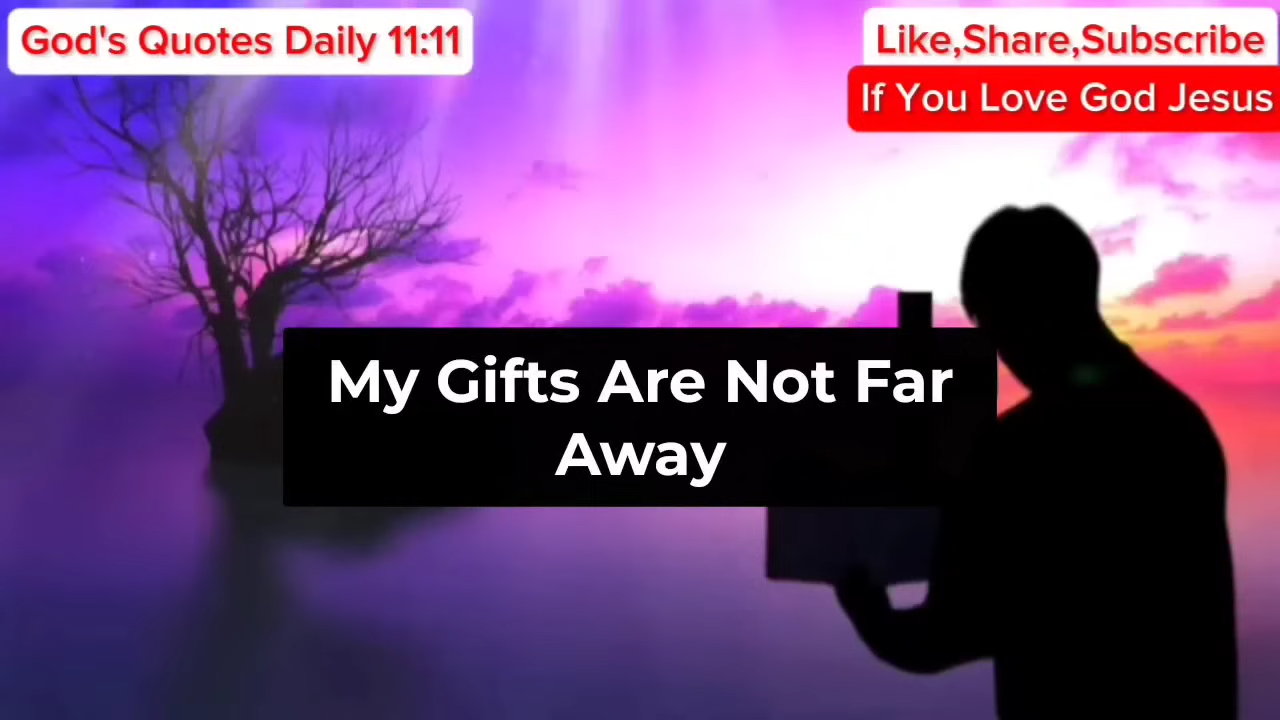 God's Quotes Daily 11:11
Like,Share,Subscribe
If You Love God Jesus
My Gifts Are Not Far
Away